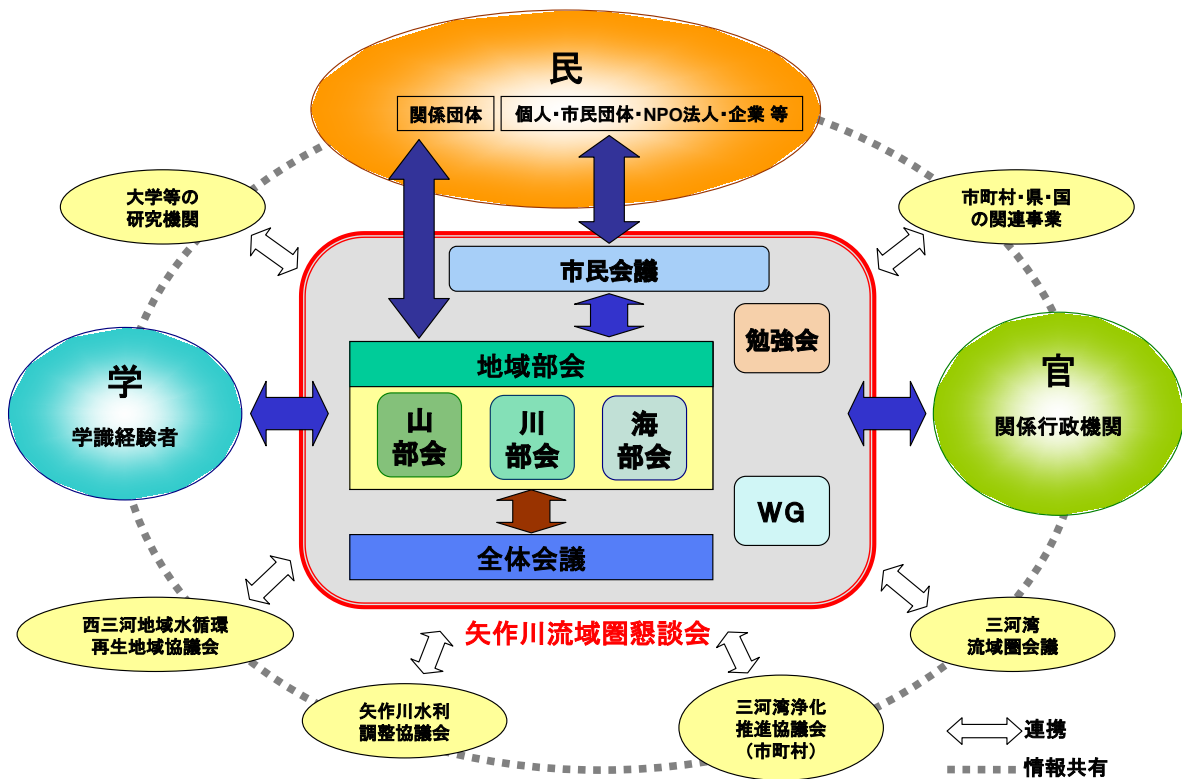 民
関係団体
個人・市民団体・NPO法人・企業 等
大学等の
研究機関
市町村・県・国
の関連事業
市民会議
勉強会
地域部会
山
部会
川
部会
海
部会
学
学識経験者
官
関係行政機関
WG
全体会議
矢作川流域圏懇談会
西三河地域水循環
再生地域協議会
三河湾
流域圏会議
矢作川水利
調整協議会
三河湾浄化
推進協議会
(市町村)
連携
情報共有